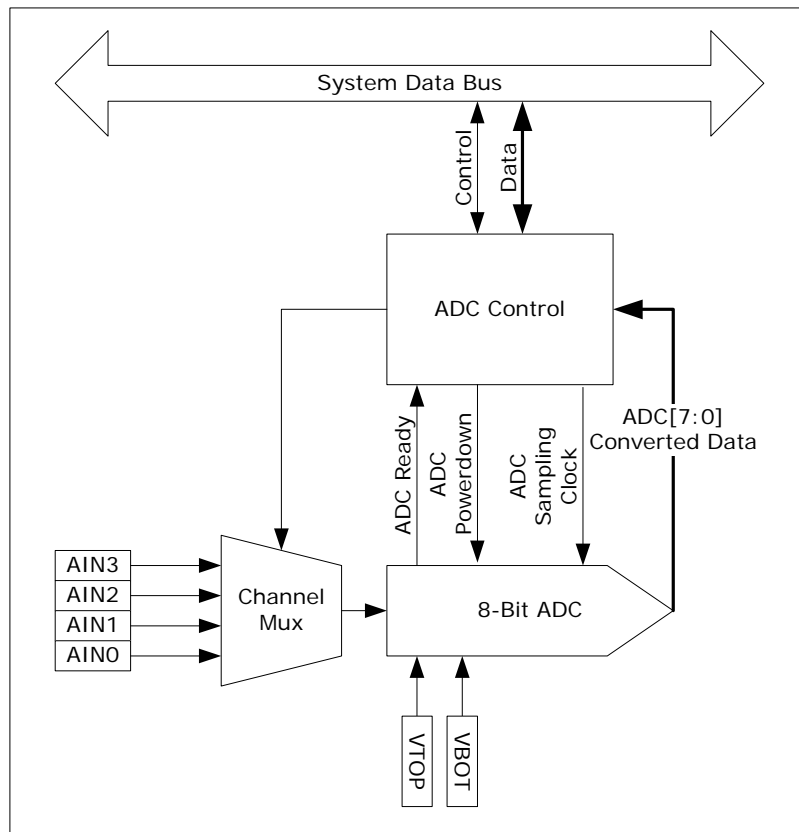 System Data Bus
Control
Data
ADC Control
ADC Ready
ADC
Powerdown
ADC
Sampling
Clock
ADC[7:0]
Converted Data
AIN3
AIN2
AIN1
AIN0
Channel
Mux
8-Bit ADC
VTOP
VBOT